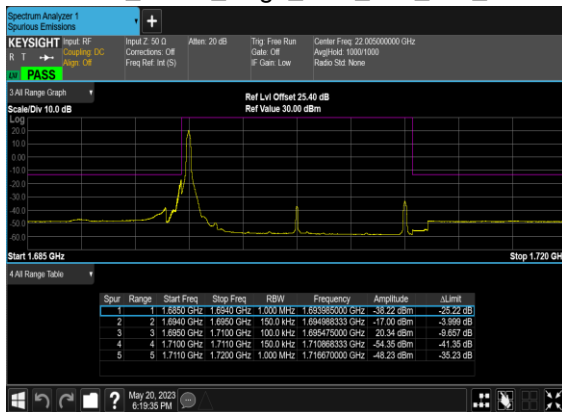 Spectrum Analyzer 1
Spurious Emissions
KEYSIGHT Input: RF Input Z: 50 Ω Atten: 20 dB Trig: Free Run Center Freq: 22.005000000 GHz
R T Coupling: DC Corrections: Off Gate: Off Avg|Hold: 1000/1000
Align: Off Freq Ref: Int (S) IF Gain: Low Radio Std: None
LW PASS
3 All Range Graph
Ref Lvl Offset 25.40 dB
Scale/Div 10.0 dB Ref Value 30.00 dBm
Log
20.0
10.0
0.00
-10.0
-20.0
-30.0
-40.0
-50.0
-60.0
Start 1.685 GHz Stop 1.720 GH
4 All Range Table
Spur Range Start Freq Stop Freq RBW Frequency Amplitude ΔLimit
1 1 1.6850 GHz 1.6940 GHz 1.000 MHz 1.693985000 GHz -38.22 dBm -25.22 dB
2 2 1.6940 GHz 1.6950 GHz 150.0 kHz 1.694988333 GHz -17.00 dBm -3.999 dB
3 3 1.6950 GHz 1.7100 GHz 100.0 kHz 1.695475000 GHz 20.34 dBm -9.657 dB
4 4 1.7100 GHz 1.7110 GHz 150.0 kHz 1.710868333 GHz -54.35 dBm -41.35 dB
5 5 1.7110 GHz 1.7200 GHz 1.000 MHz 1.716670000 GHz -48.23 dBm -35.23 dB
May 20, 2023
6:19:35 PM